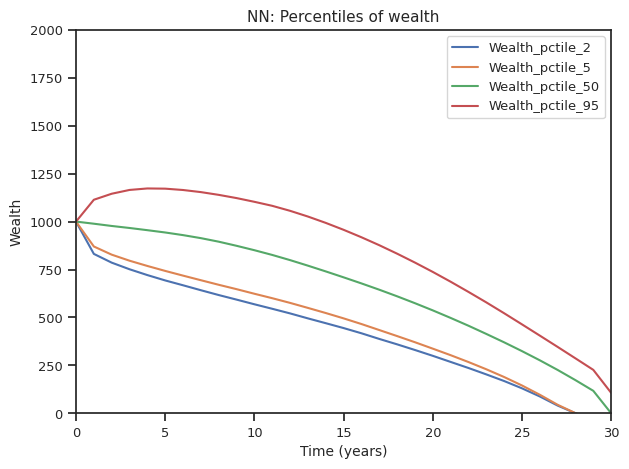 NN: Percentiles of wealth
Wealth_pctile_2
Wealth_pctile_5
Wealth_pctile_50
Wealth_pctile_95
Wealth
2000
1750
1500
1250
1000
750
500
250
0
0 5 10 15 20 25 30
Time (years)